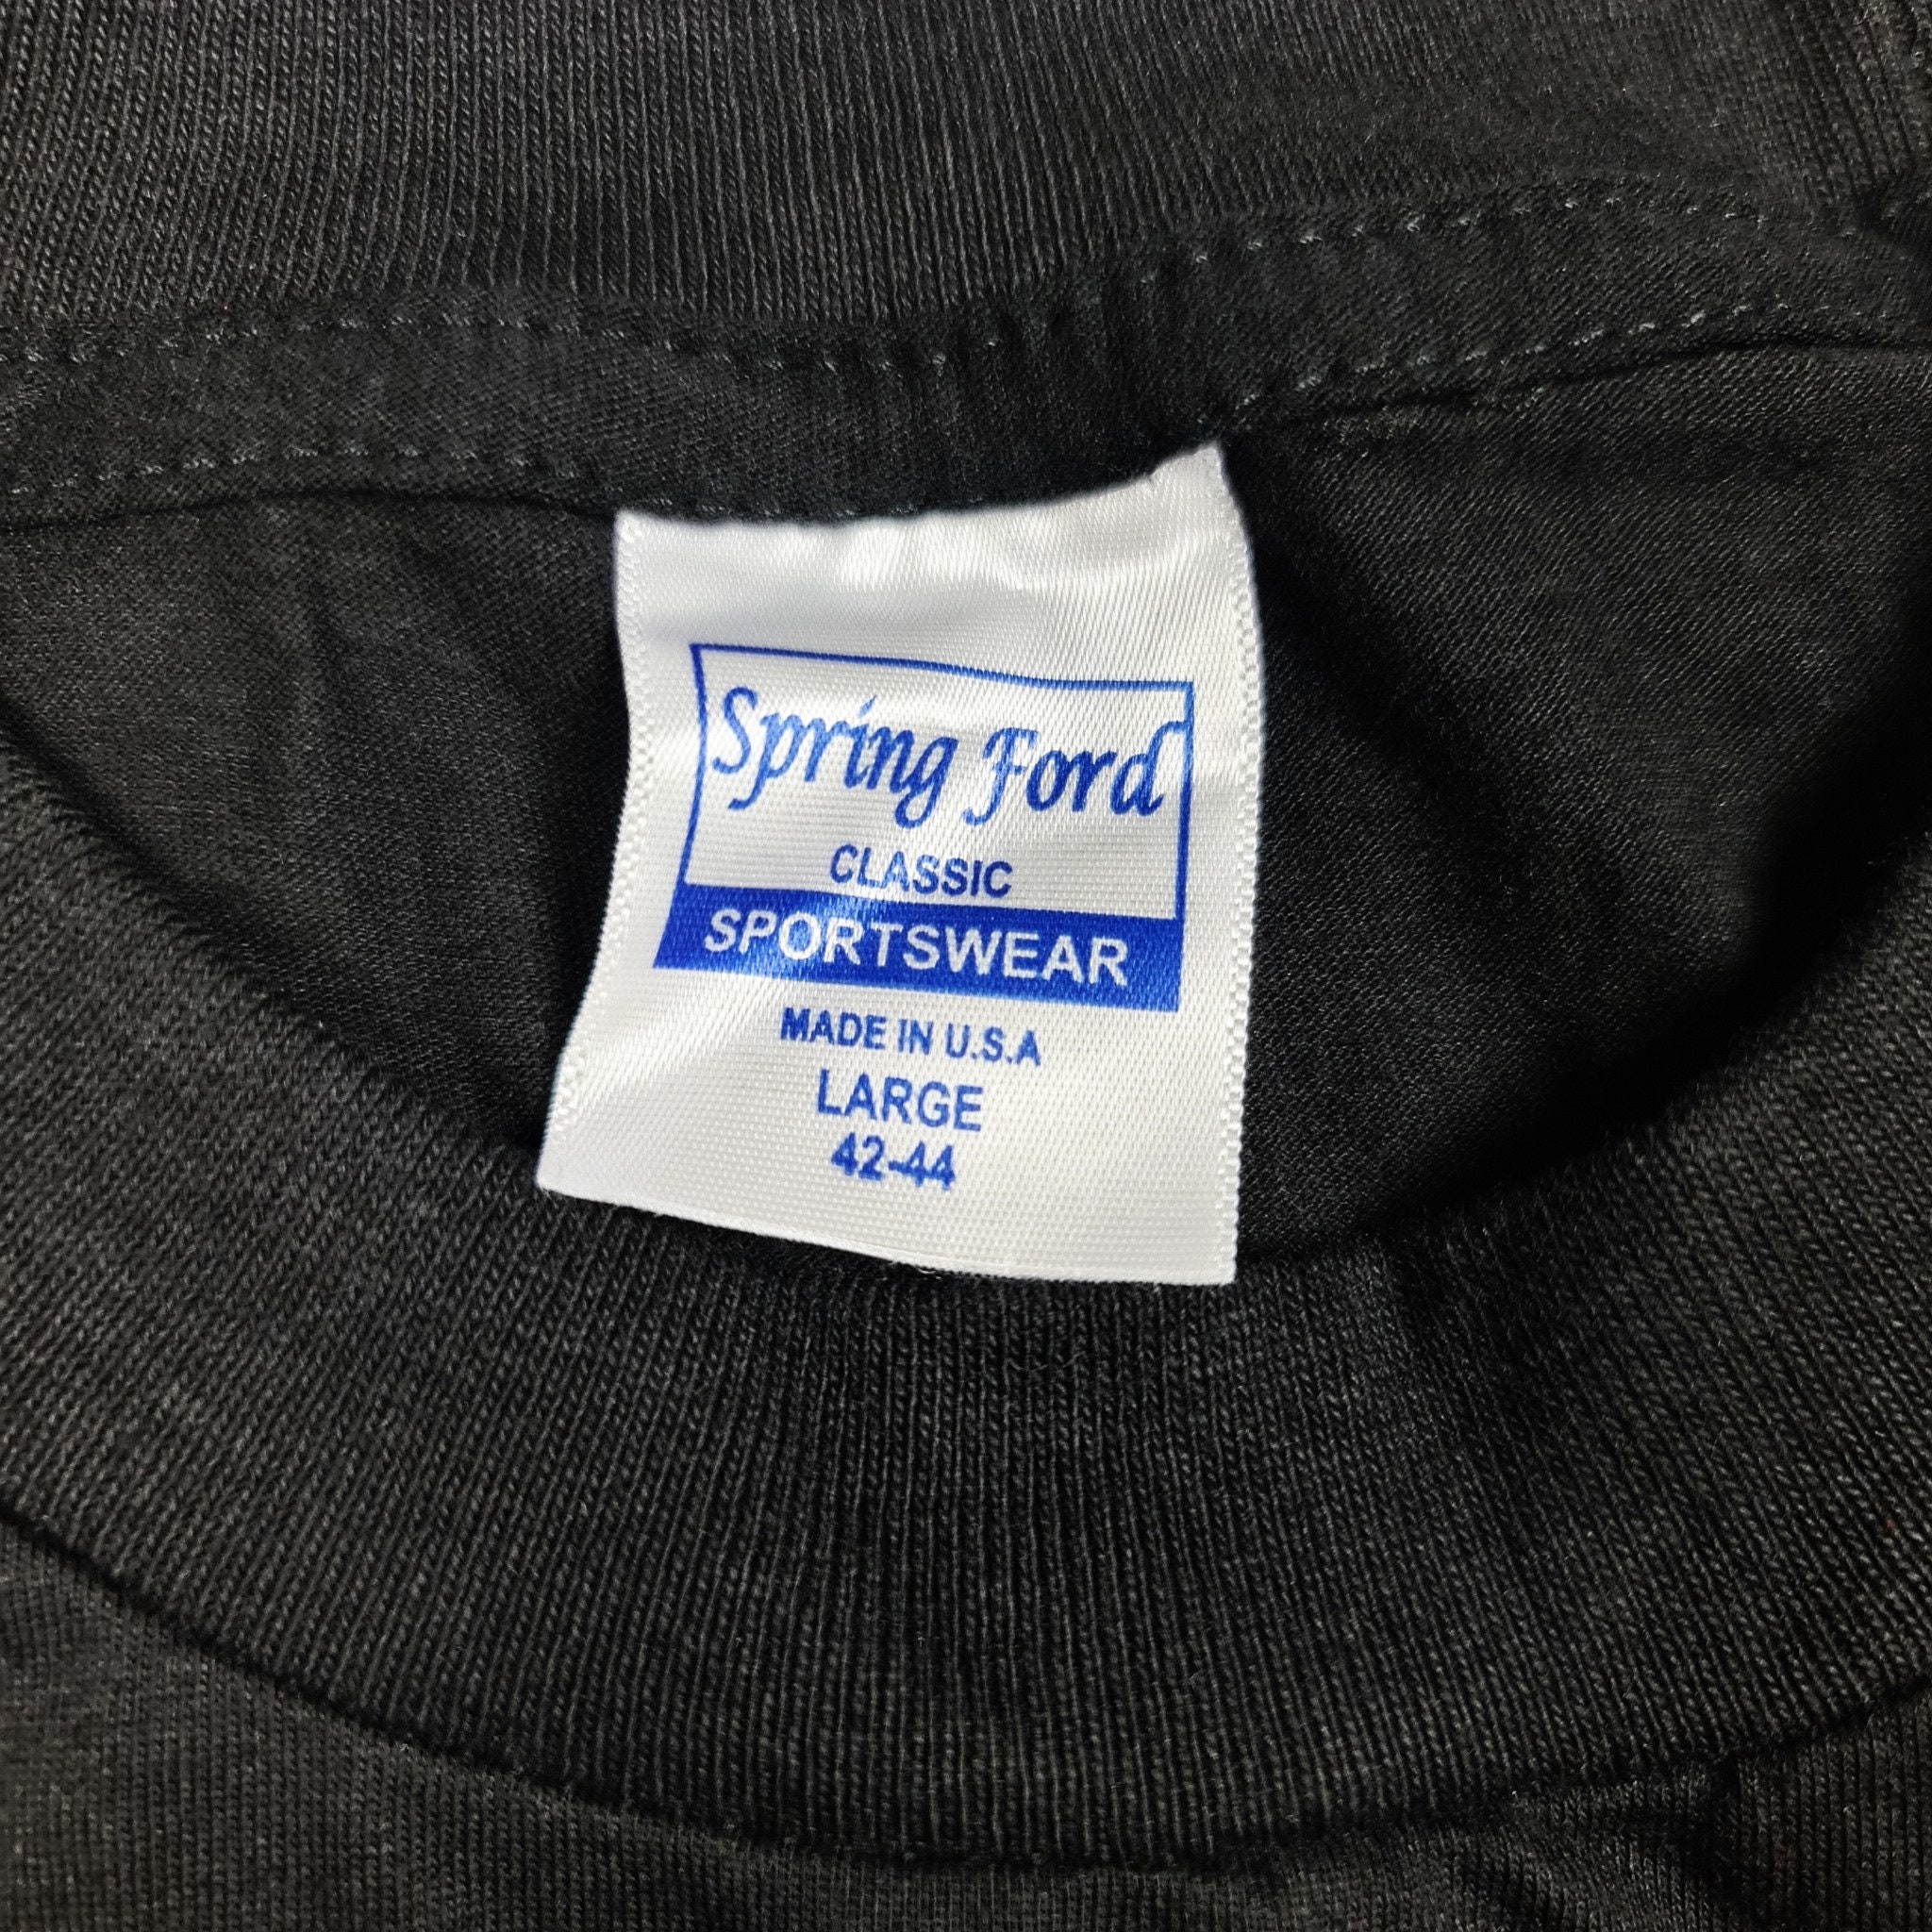 Spring Ford
CLASSIC
SPORTSWEAR
MADE IN U.S.A
LARGE
42-44